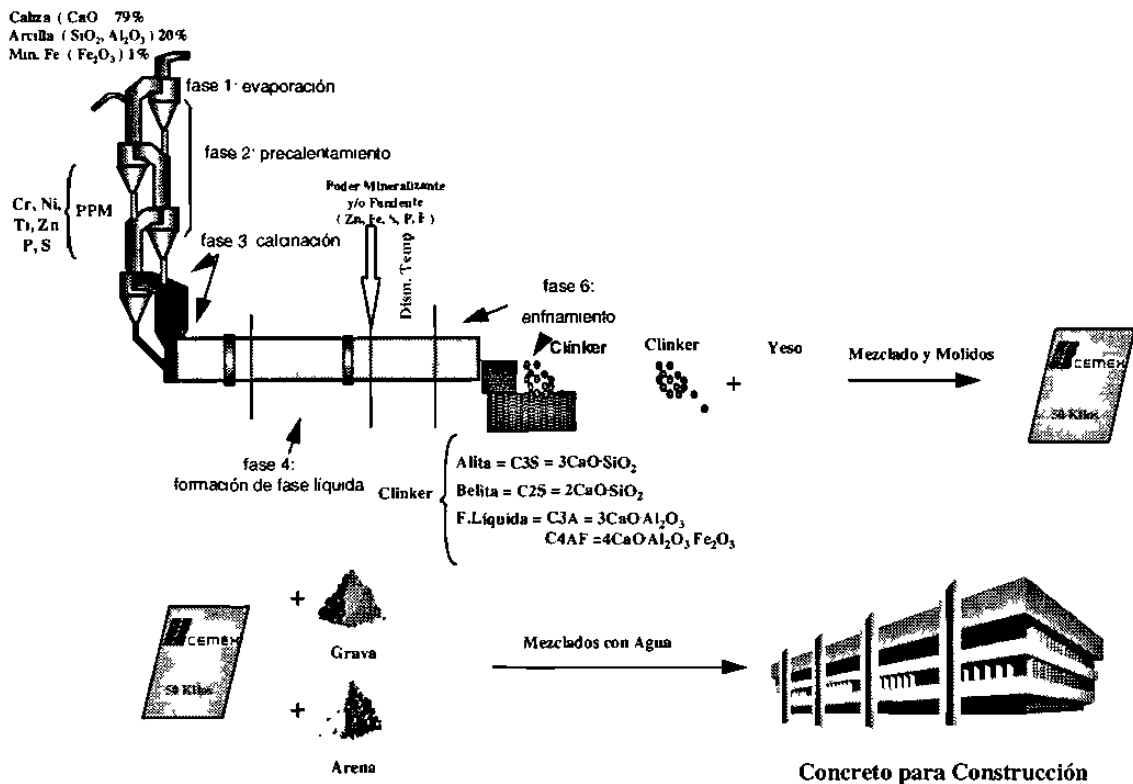 Caliza ( CaO 79%
Arcilla ( SiO2, Al2O3 ) 20%
Min. Fe ( Fe2O3 ) 1%
fase 1: evaporación
fase 2: precalentamiento
Cr, Ni,
Ti, Zn
P, S
PPM
Poder Mineralizante
y/o Fundente
( Zn, Fe, S, P, F )
Dism. Temp
fase 3 calcinación
fase 6:
enfriamiento
Clinker
Clinker
+
Yeso
Mezclado y Molidos
CEMEX
50 Kilos
fase 4:
formación de fase líquida
Clinker
Alita = C3S = 3CaO·SiO2
Belita = C2S = 2CaO·SiO2
F.Líquida = C3A = 3CaO·Al2O3
C4AF =4CaO·Al2O3 Fe2O3
CEMEX
50 Kilos
+
Grava
+
Arena
Mezclados con Agua
Concreto para Construcción